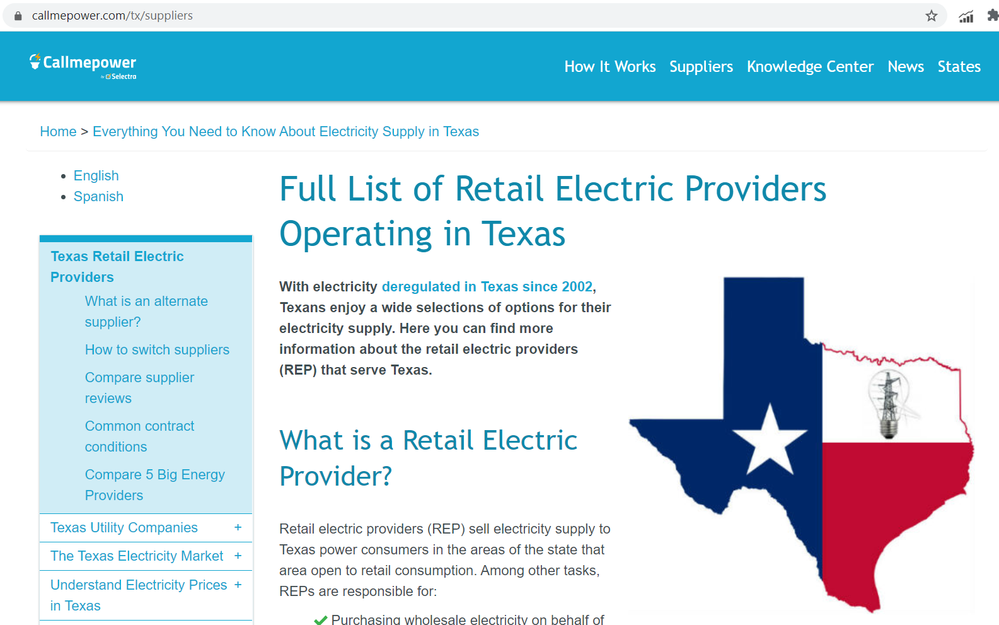 callmepower.com/tx/suppliers
Callmepower
by Selectra
How It Works Suppliers Knowledge Center News States
Home > Everything You Need to Know About Electricity Supply in Texas
English
Spanish
Texas Retail Electric
Providers
What is an alternate
supplier?
How to switch suppliers
Compare supplier
reviews
Common contract
conditions
Compare 5 Big Energy
Providers
Texas Utility Companies +
The Texas Electricity Market +
Understand Electricity Prices +
in Texas
Full List of Retail Electric Providers
Operating in Texas
With electricity deregulated in Texas since 2002,
Texans enjoy a wide selections of options for their
electricity supply. Here you can find more
information about the retail electric providers
(REP) that serve Texas.
What is a Retail Electric
Provider?
Retail electric providers (REP) sell electricity supply to
Texas power consumers in the areas of the state that
area open to retail consumption. Among other tasks,
REPs are responsible for:
Purchasing wholesale electricity on behalf of